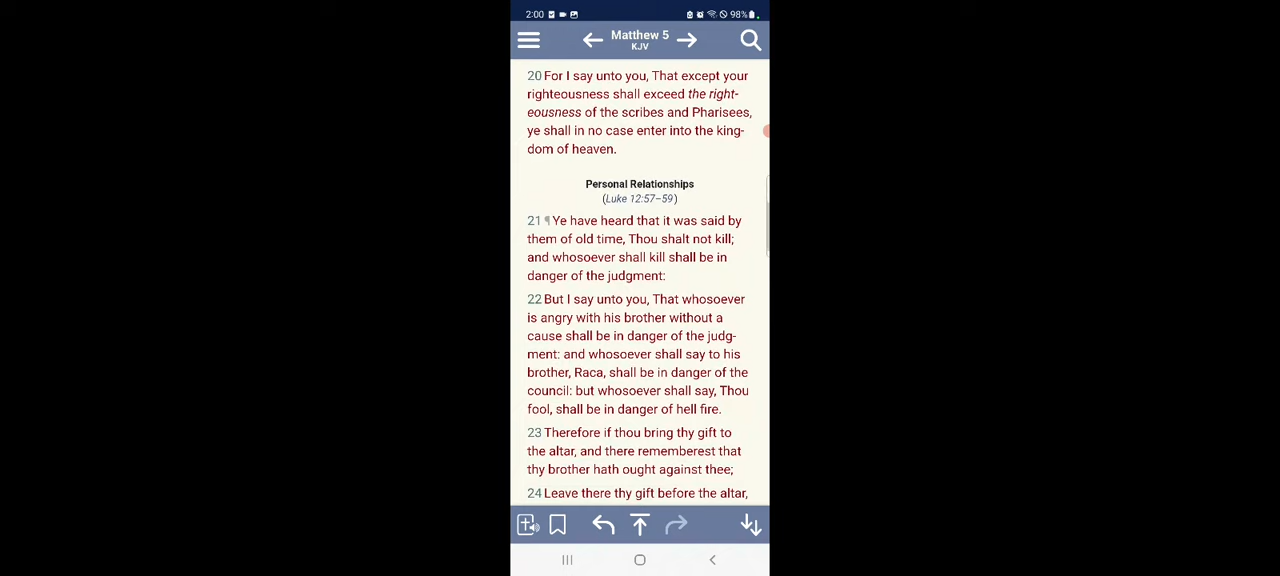 2:00
98%
Matthew 5
KJV
20 For I say unto you, That except your
righteousness shall exceed the right-
eousness of the scribes and Pharisees,
ye shall in no case enter into the king-
dom of heaven.
Personal Relationships
(Luke 12:57–59)
21 ¶ Ye have heard that it was said by
them of old time, Thou shalt not kill;
and whosoever shall kill shall be in
danger of the judgment:
22 But I say unto you, That whosoever
is angry with his brother without a
cause shall be in danger of the judg-
ment: and whosoever shall say to his
brother, Raca, shall be in danger of the
council: but whosoever shall say, Thou
fool, shall be in danger of hell fire.
23 Therefore if thou bring thy gift to
the altar, and there rememberest that
thy brother hath ought against thee;
24 Leave there thy gift before the altar,